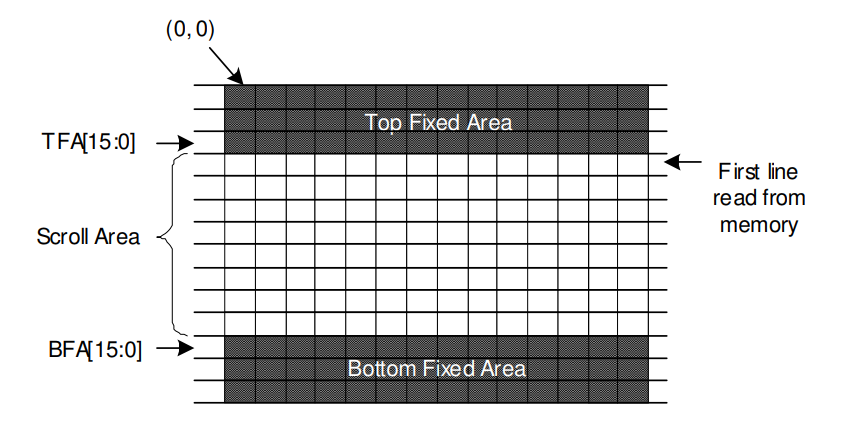 (0, 0)
Top Fixed Area
TFA[15:0]
First line
read from
memory
Scroll Area
BFA[15:0]
Bottom Fixed Area